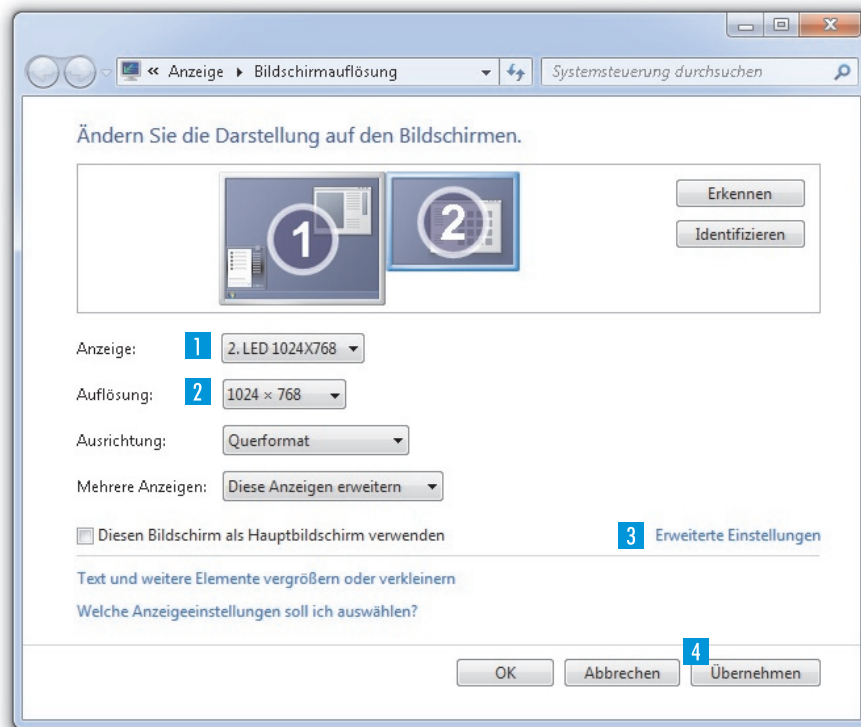 « Anzeige ▸ Bildschirmauflösung Systemsteuerung durchsuchen
Ändern Sie die Darstellung auf den Bildschirmen.
1 2
Erkennen
Identifizieren
Anzeige: 1 2. LED 1024X768
Auflösung: 2 1024 × 768
Ausrichtung: Querformat
Mehrere Anzeigen: Diese Anzeigen erweitern
Diesen Bildschirm als Hauptbildschirm verwenden 3 Erweiterte Einstellungen
Text und weitere Elemente vergrößern oder verkleinern
Welche Anzeigeeinstellungen soll ich auswählen?
4
OK Abbrechen Übernehmen